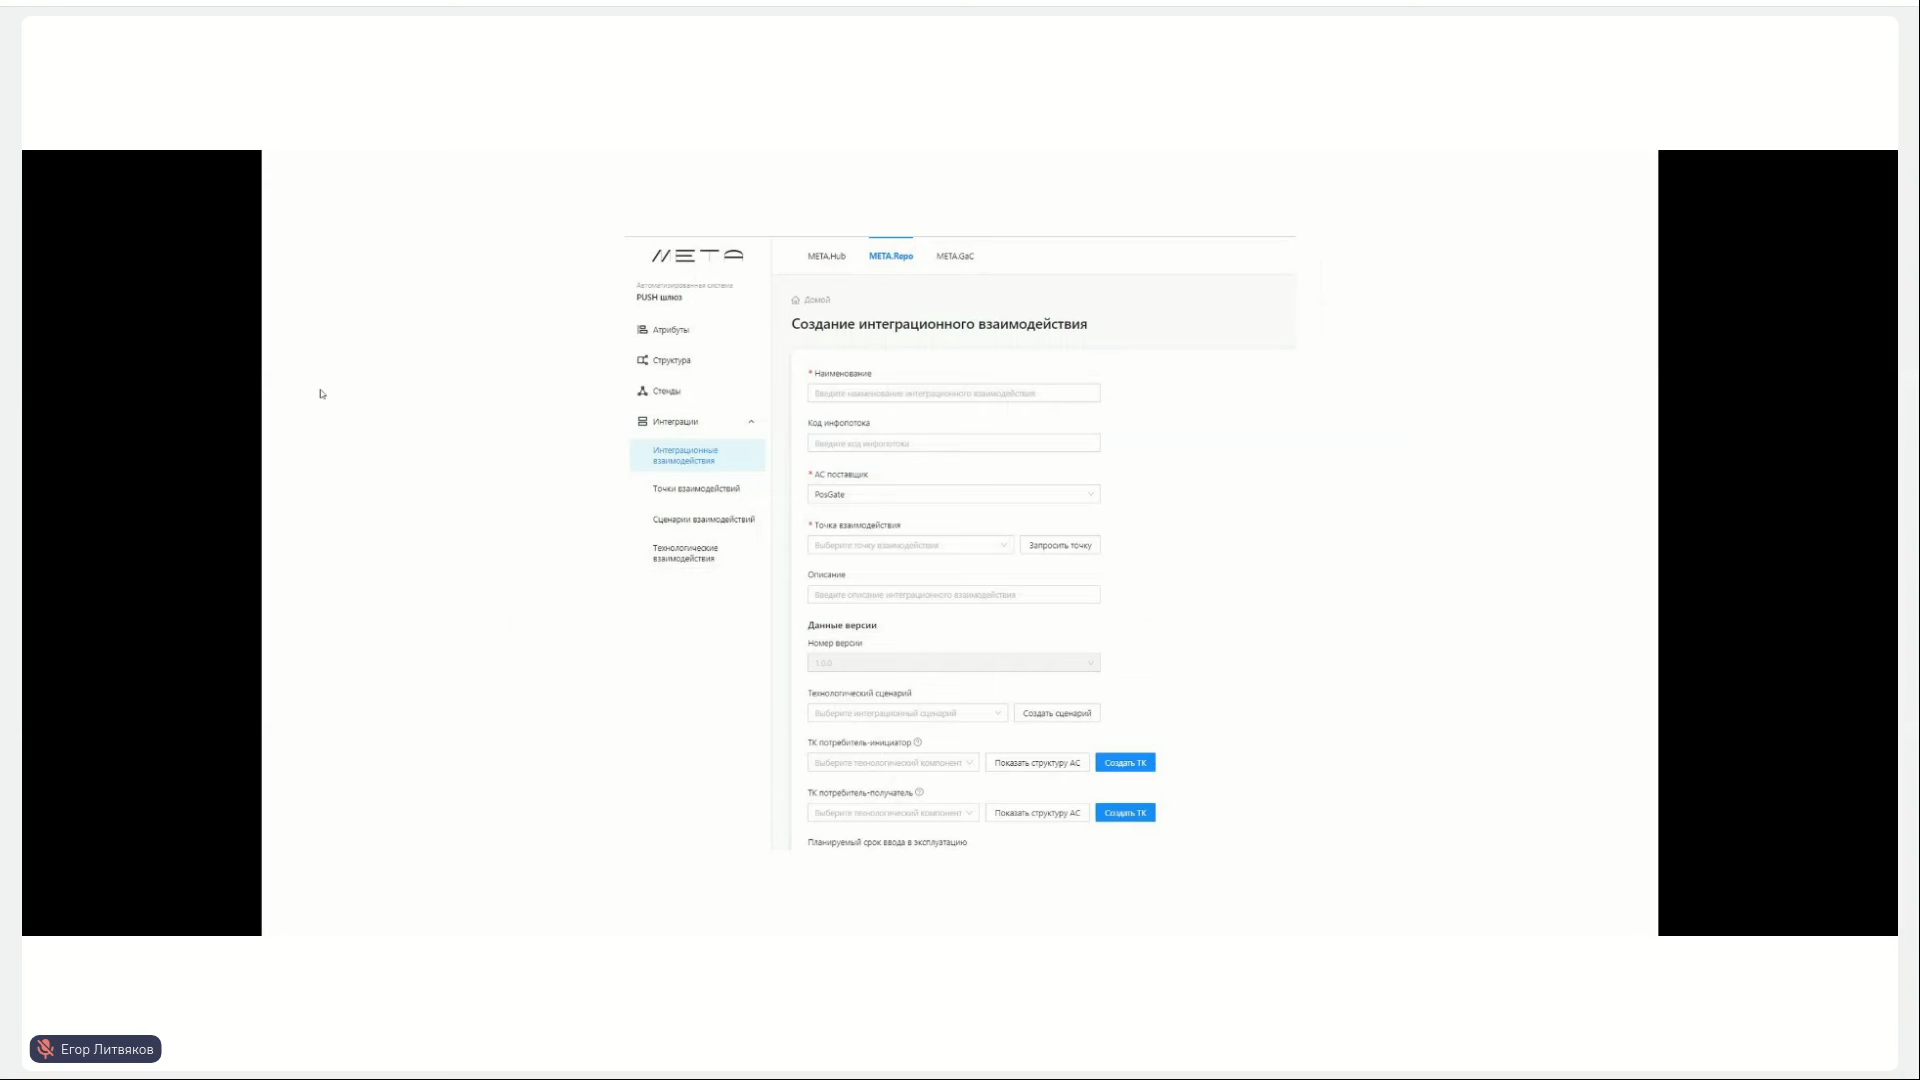 META
META.Hub META.Repo META.GaC
Автоматизированная система
PUSH шлюз
Атрибуты
Структура
Стенды
Интеграции
Интеграционные
взаимодействия
Точки взаимодействий
Сценарии взаимодействий
Технологические
взаимодействия
Домой
Создание интеграционного взаимодействия
* Наименование
Введите наименование интеграционного взаимодействия
Код инфопотока
Введите код инфопотока
* АС поставщик
PosGate
* Точка взаимодействия
Выберите точку взаимодействия Запросить точку
Описание
Введите описание интеграционного взаимодействия
Данные версии
Номер версии
1.0.0
Технологический сценарий
Выберите интеграционный сценарий Создать сценарий
ТК потребитель-инициатор
Выберите технологический компонент Показать структуру АС Создать ТК
ТК потребитель-получатель
Выберите технологический компонент Показать структуру АС Создать ТК
Планируемый срок ввода в эксплуатацию
Егор Литвяков